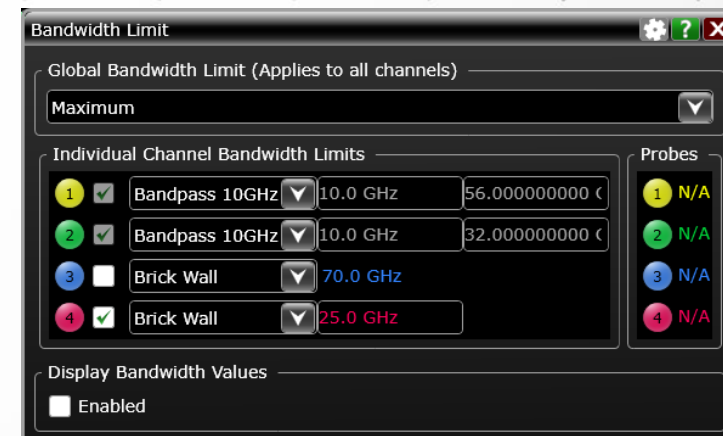 Bandwidth Limit ?
Global Bandwidth Limit (Applies to all channels)
Maximum
Individual Channel Bandwidth Limits
Probes
1 Bandpass 10GHz 10.0 GHz 56.000000000 1 N/A
2 Bandpass 10GHz 10.0 GHz 32.000000000 2 N/A
3 Brick Wall 70.0 GHz 3 N/A
4 Brick Wall 25.0 GHz 4 N/A
Display Bandwidth Values
Enabled